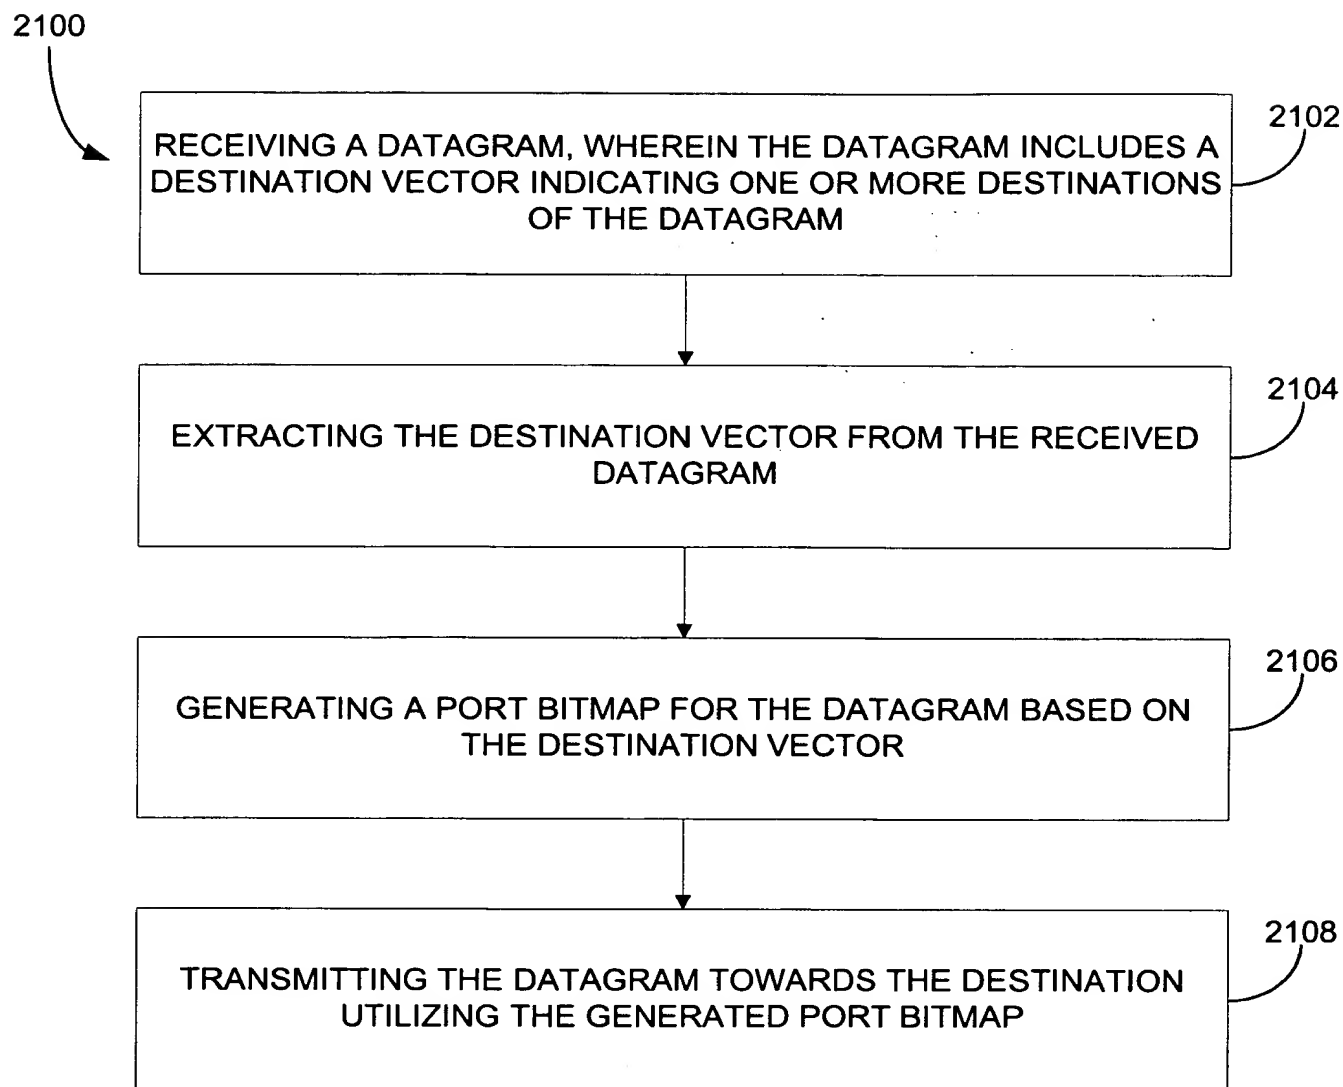 2100
2102
RECEIVING A DATAGRAM, WHEREIN THE DATAGRAM INCLUDES A
DESTINATION VECTOR INDICATING ONE OR MORE DESTINATIONS
OF THE DATAGRAM
2104
EXTRACTING THE DESTINATION VECTOR FROM THE RECEIVED
DATAGRAM
2106
GENERATING A PORT BITMAP FOR THE DATAGRAM BASED ON
THE DESTINATION VECTOR
2108
TRANSMITTING THE DATAGRAM TOWARDS THE DESTINATION
UTILIZING THE GENERATED PORT BITMAP